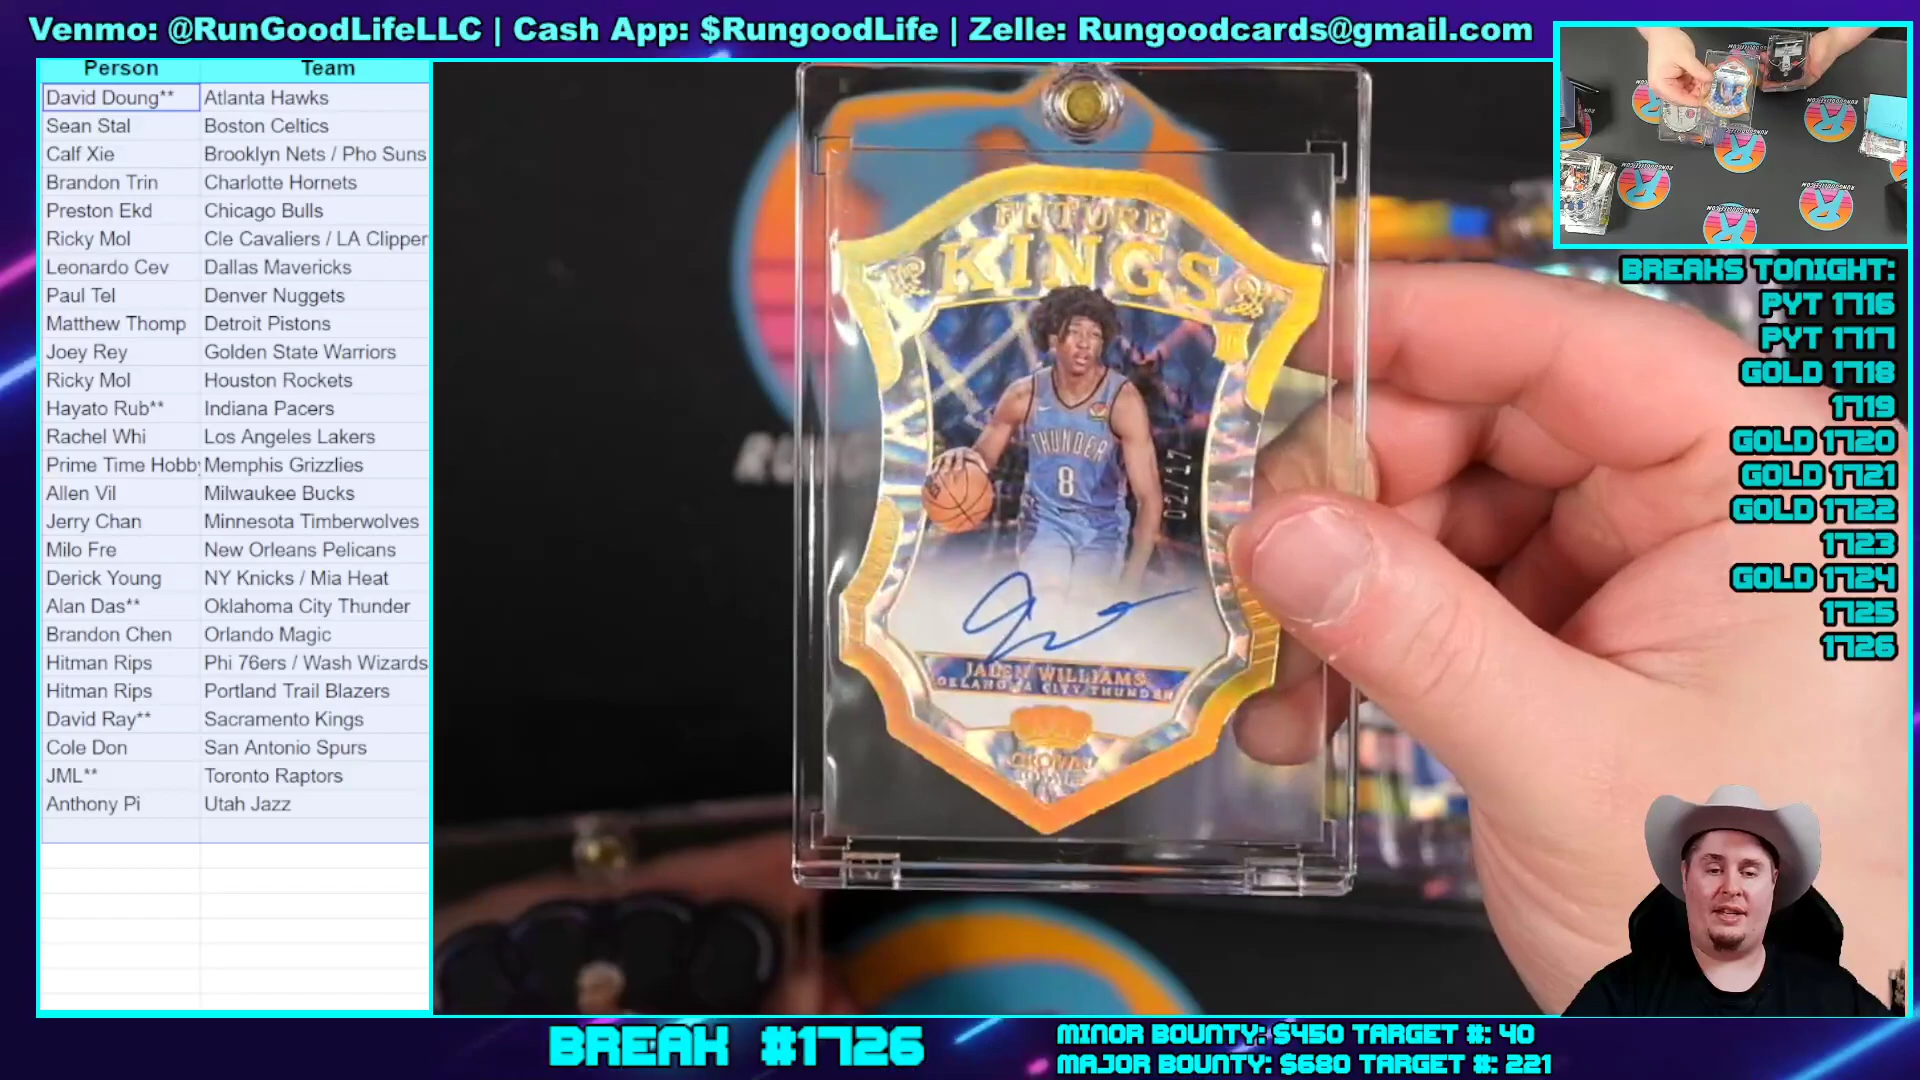 Venmo: @RunGoodLifeLLC | Cash App: $RungoodLife | Zelle: Rungoodcards@gmail.com
Person Team
David Doung** Atlanta Hawks
Sean Stal Boston Celtics
Calf Xie Brooklyn Nets / Pho Suns
Brandon Trin Charlotte Hornets
Preston Ekd Chicago Bulls
Ricky Mol Cle Cavaliers / LA Clipper
Leonardo Cev Dallas Mavericks
Paul Tel Denver Nuggets
Matthew Thomp Detroit Pistons
Joey Rey Golden State Warriors
Ricky Mol Houston Rockets
Hayato Rub** Indiana Pacers
Rachel Whi Los Angeles Lakers
Prime Time Hobby Memphis Grizzlies
Allen Vil Milwaukee Bucks
Jerry Chan Minnesota Timberwolves
Milo Fre New Orleans Pelicans
Derick Young NY Knicks / Mia Heat
Alan Das** Oklahoma City Thunder
Brandon Chen Orlando Magic
Hitman Rips Phi 76ers / Wash Wizards
Hitman Rips Portland Trail Blazers
David Ray** Sacramento Kings
Cole Don San Antonio Spurs
JML** Toronto Raptors
Anthony Pi Utah Jazz
FUTURE
KINGS
THUNDER
8
02/17
JALEN WILLIAMS
OKLAHOMA CITY THUNDER
CROWN
ROYALE
BREAKS TONIGHT:
PYT 1716
PYT 1717
GOLD 1718
1719
GOLD 1720
GOLD 1721
GOLD 1722
1723
GOLD 1724
1725
1726
BREAK #1726
MINOR BOUNTY: $450 TARGET #: 40
MAJOR BOUNTY: $680 TARGET #: 221